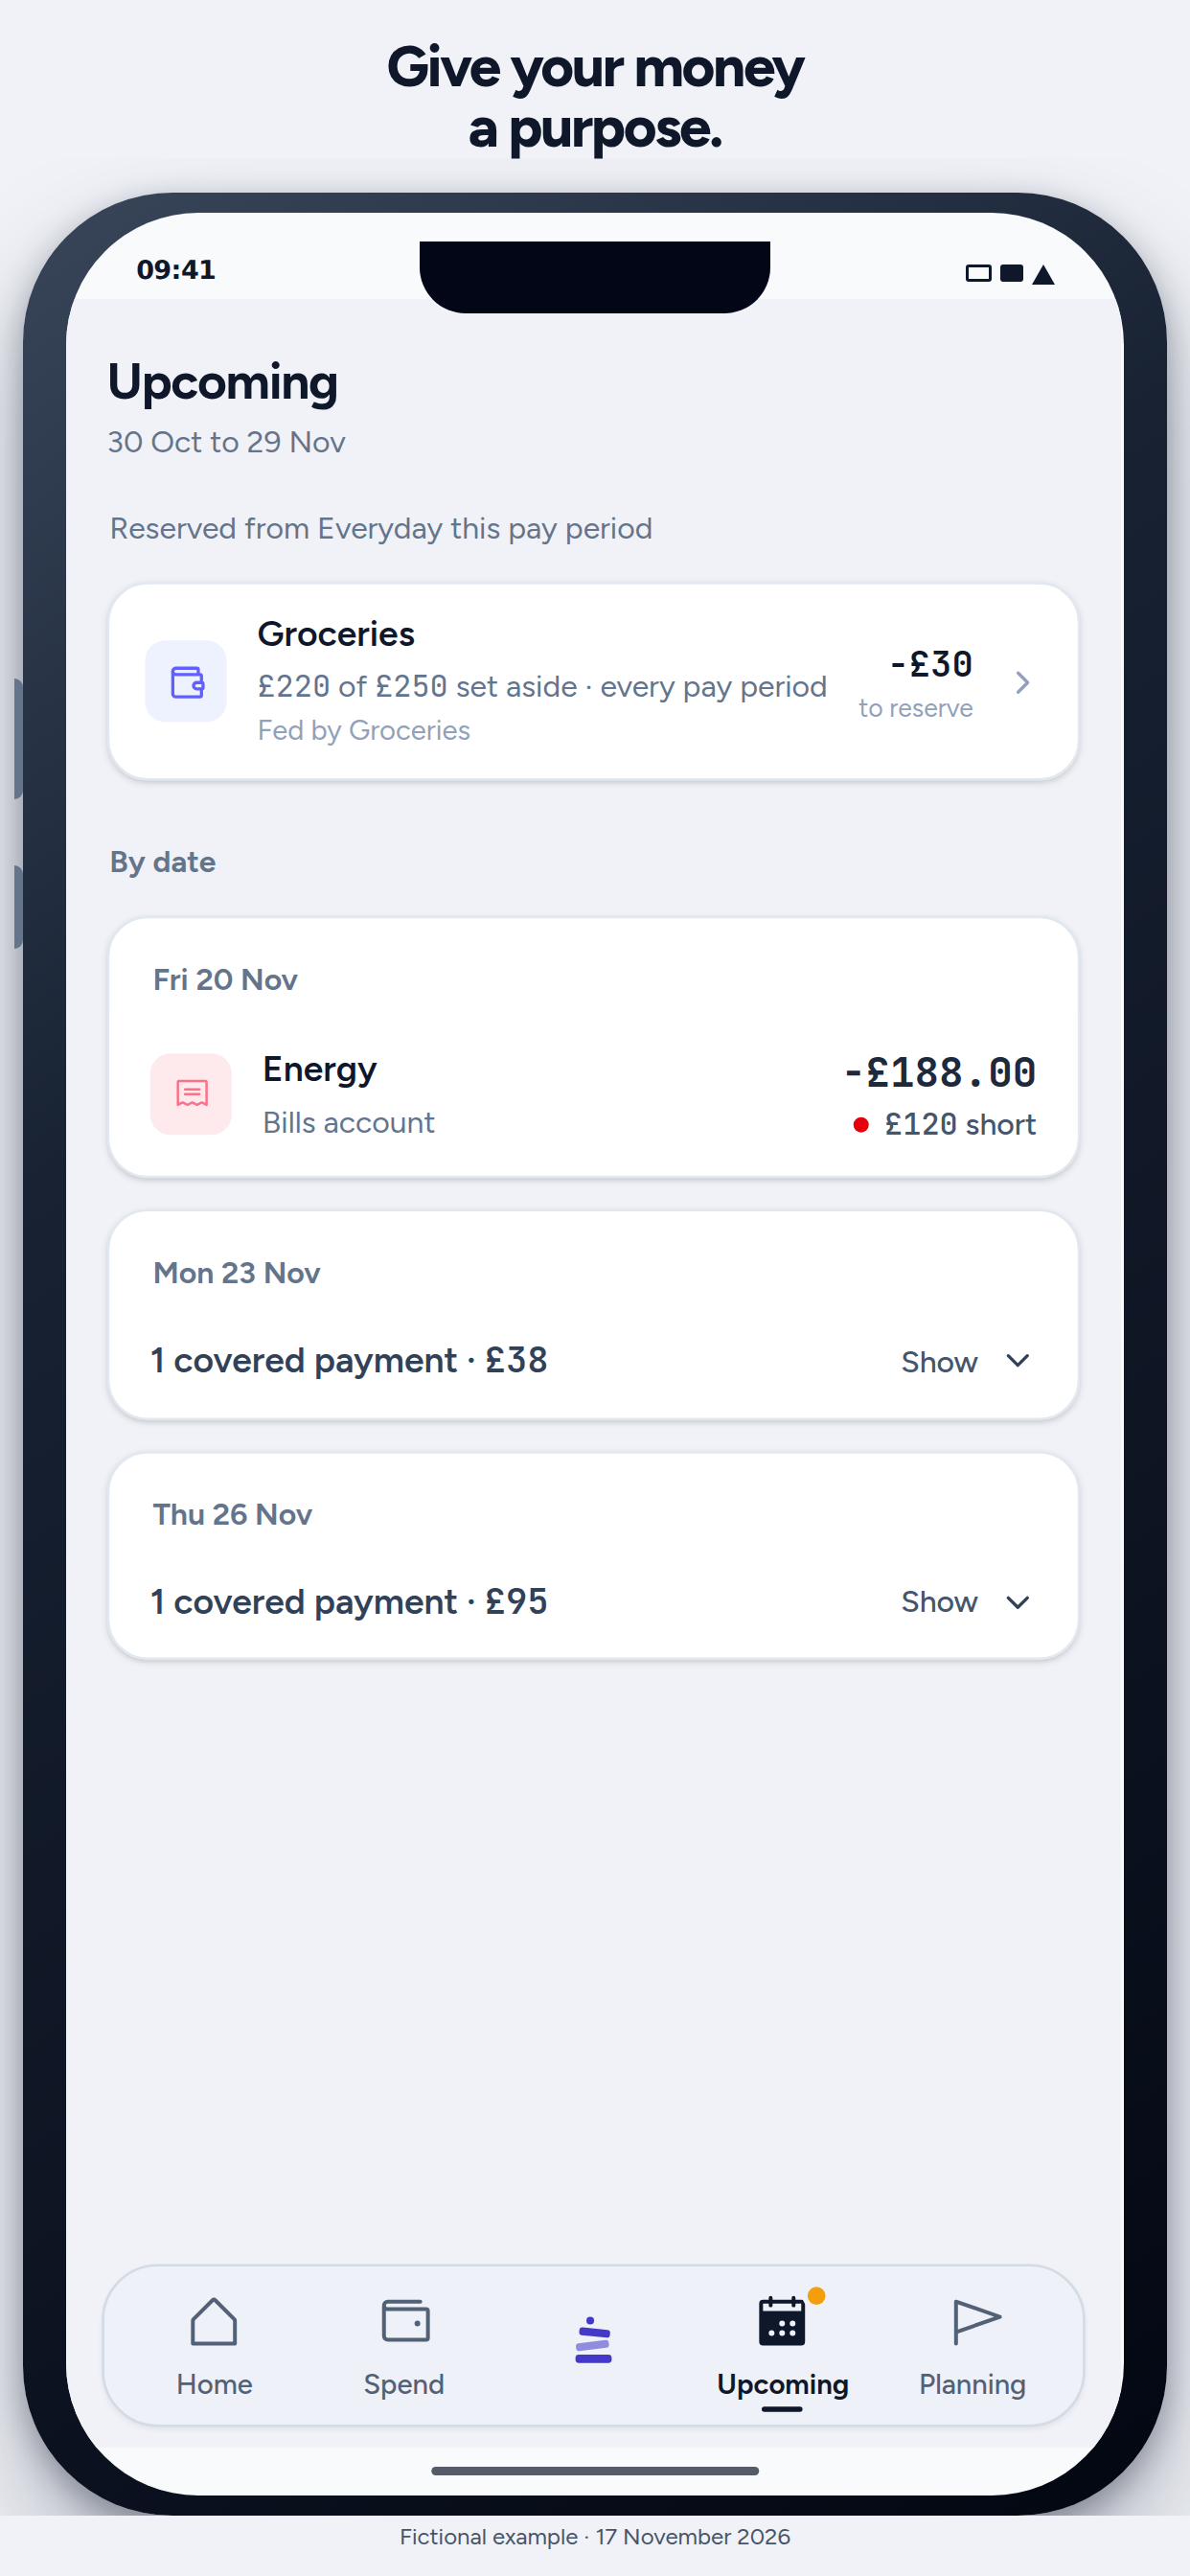 Give your money
a purpose.
09:41
Upcoming
30 Oct to 29 Nov
Reserved from Everyday this pay period
Groceries
£220 of £250 set aside · every pay period
Fed by Groceries
-£30
to reserve
By date
Fri 20 Nov
Energy
Bills account
-£188.00
£120 short
Mon 23 Nov
1 covered payment · £38
Show
Thu 26 Nov
1 covered payment · £95
Show
Home
Spend
Upcoming
Planning
Fictional example · 17 November 2026